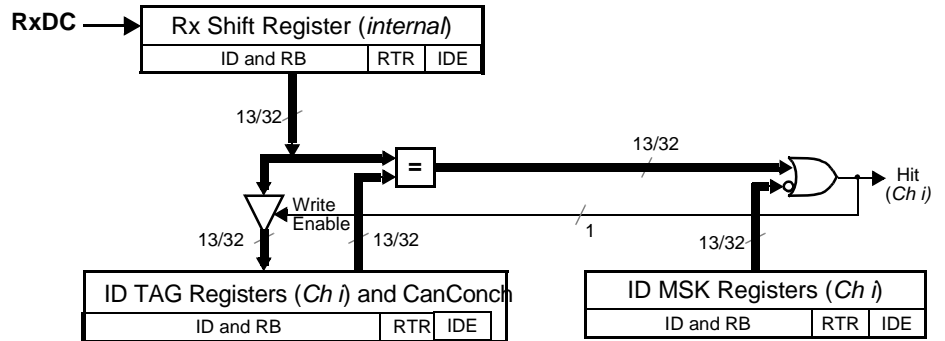 RxDC
Rx Shift Register (internal)
ID and RB RTR IDE
13/32
13/32
=
Hit
(Ch i)
Write
Enable
1
13/32
13/32
13/32
ID TAG Registers (Ch i) and CanConch
ID and RB RTR IDE
ID MSK Registers (Ch i)
ID and RB RTR IDE